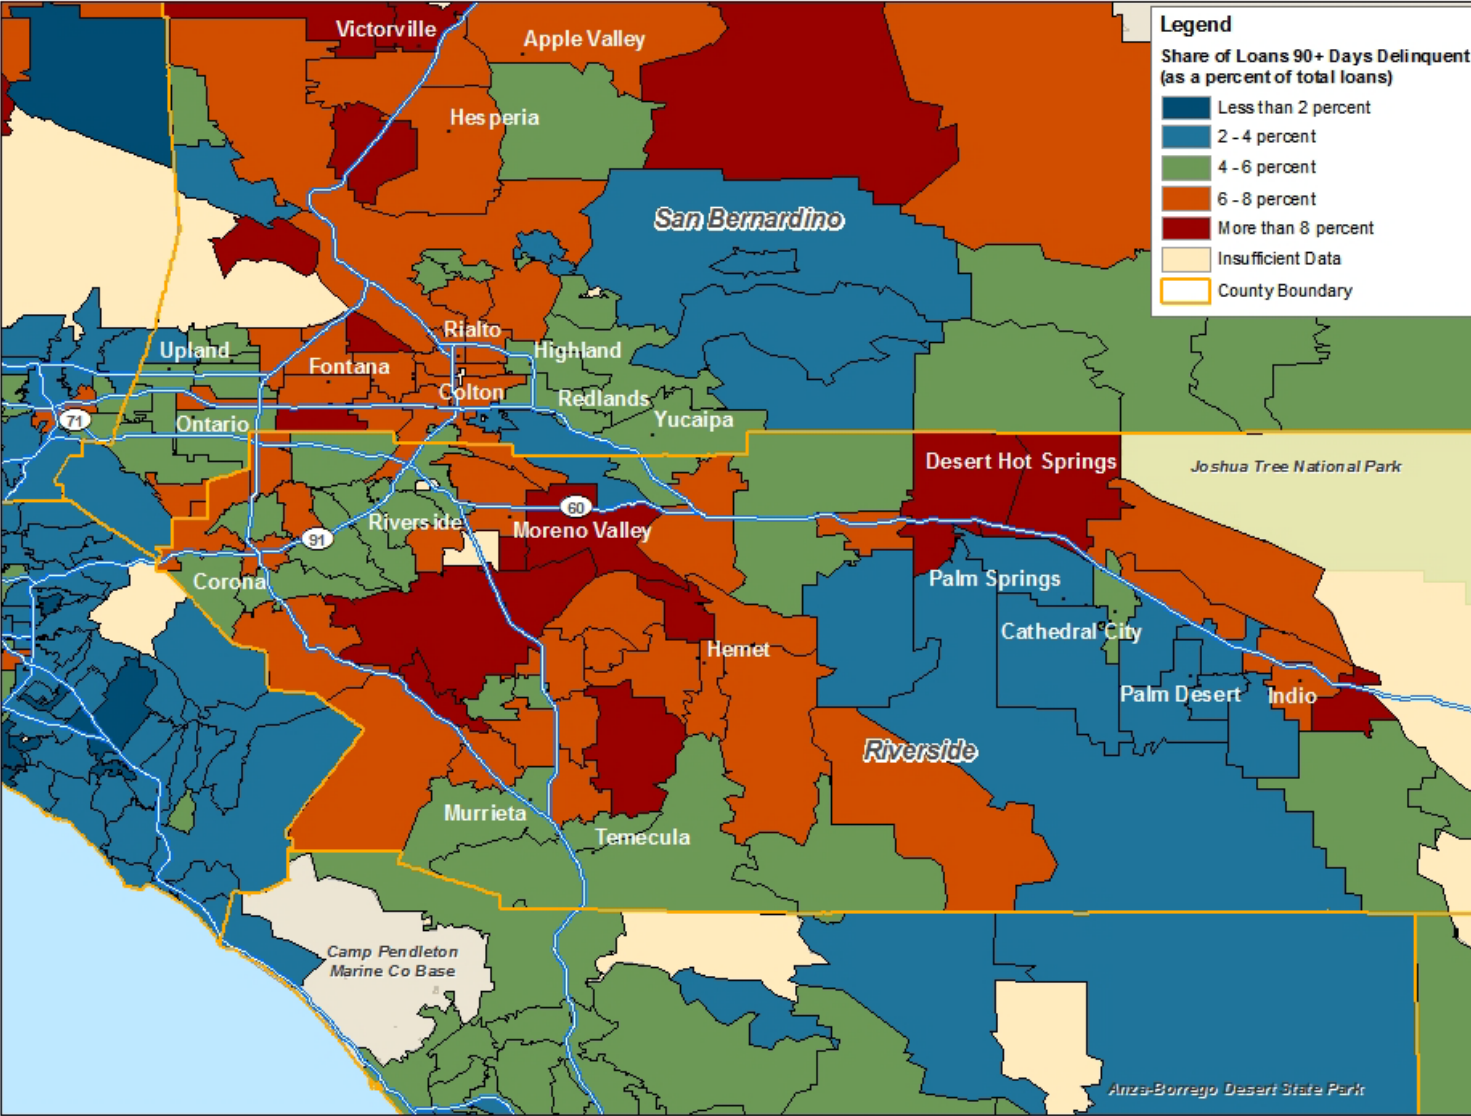 Victorville
Apple Valley
Hesperia
Legend
Share of Loans 90+ Days Delinquent
(as a percent of total loans)
Less than 2 percent
2 - 4 percent
4 - 6 percent
6 - 8 percent
More than 8 percent
Insufficient Data
County Boundary
San Bernardino
Rialto
Upland
Highland
Fontana
Colton
Redlands
71
Ontario
Yucaipa
Desert Hot Springs
Joshua Tree National Park
60
Riverside
Moreno Valley
91
Corona
Palm Springs
Cathedral City
Hemet
Palm Desert
Indio
Riverside
Murrieta
Temecula
Camp Pendleton
Marine Co Base
Anza-Borrego Desert State Park